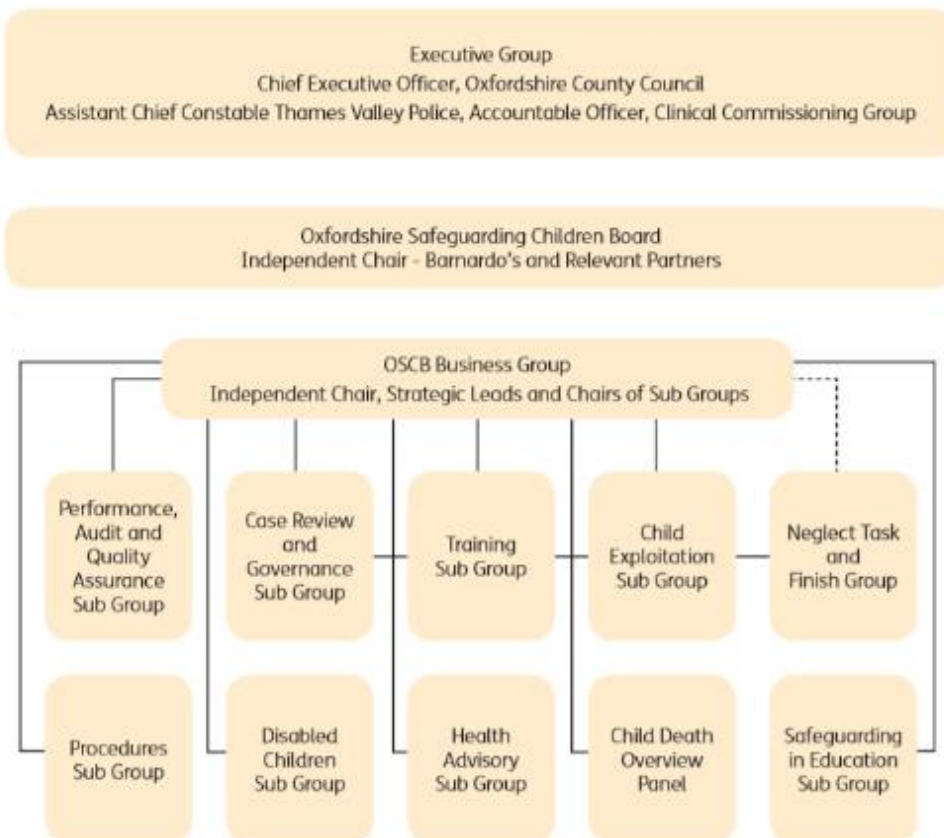 Executive Group
Chief Executive Officer, Oxfordshire County Council
Assistant Chief Constable Thames Valley Police, Accountable Officer, Clinical Commissioning Group
Oxfordshire Safeguarding Children Board
Independent Chair - Barnardo's and Relevant Partners
OSCB Business Group
Independent Chair, Strategic Leads and Chairs of Sub Groups
Performance,
Audit and
Quality
Assurance
Sub Group
Case Review
and
Governance
Sub Group
Training
Sub Group
Child
Exploitation
Sub Group
Neglect Task
and
Finish Group
Procedures
Sub Group
Disabled
Children
Sub Group
Health
Advisory
Sub Group
Child Death
Overview
Panel
Safeguarding
in Education
Sub Group